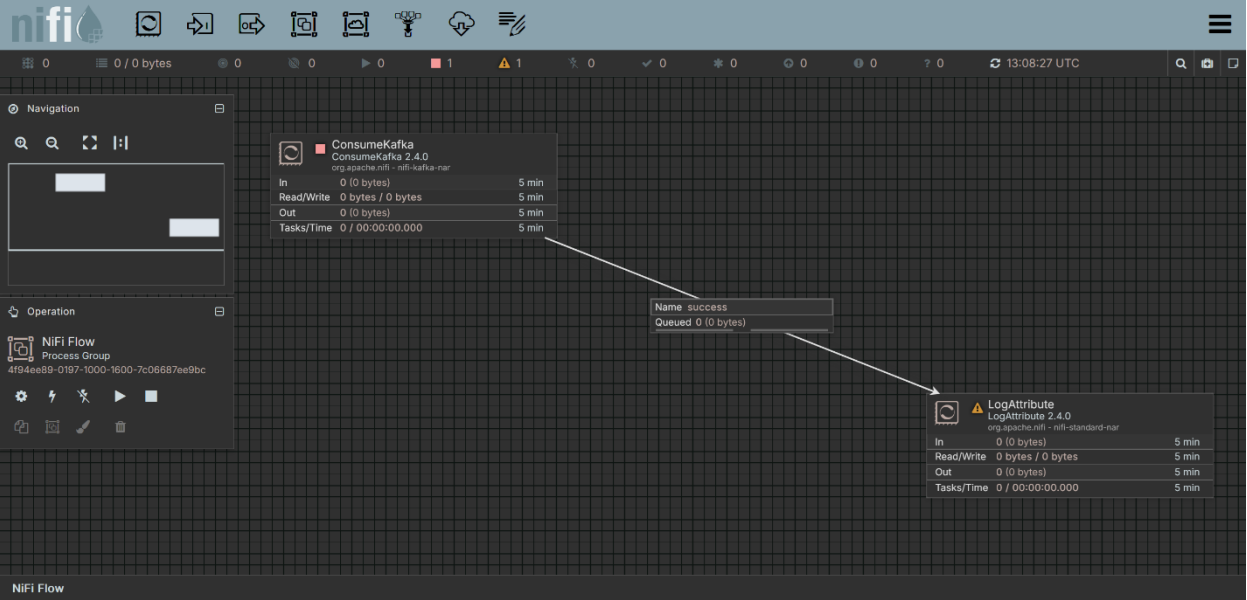 nifi
0 0 / 0 bytes 0 0 0 1 1 0 0 0 0 0 ? 0 13:08:27 UTC
Navigation
ConsumeKafka
ConsumeKafka 2.4.0
org.apache.nifi - nifi-kafka-nar
In 0 (0 bytes) 5 min
Read/Write 0 bytes / 0 bytes 5 min
Out 0 (0 bytes) 5 min
Tasks/Time 0 / 00:00:00.000 5 min
Name success
Queued 0 (0 bytes)
Operation
NiFi Flow
Process Group
4f94ee89-0197-1000-1600-7c06687ee9bc
LogAttribute
LogAttribute 2.4.0
org.apache.nifi - nifi-standard-nar
In 0 (0 bytes) 5 min
Read/Write 0 bytes / 0 bytes 5 min
Out 0 (0 bytes) 5 min
Tasks/Time 0 / 00:00:00.000 5 min
NiFi Flow